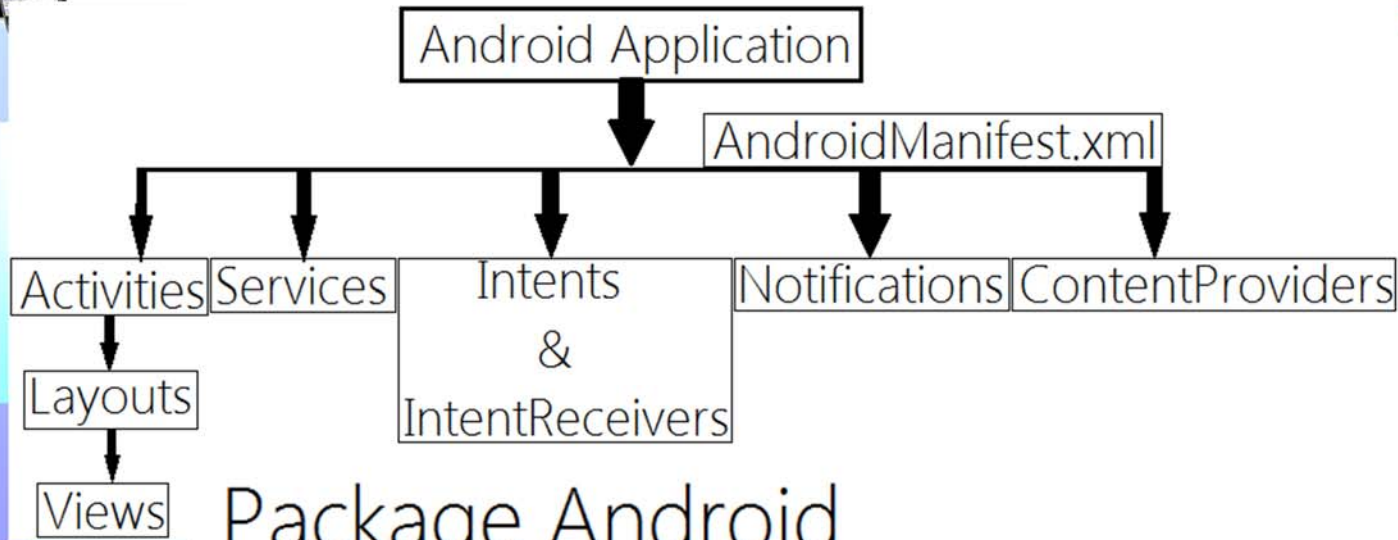 Android Application
AndroidManifest.xml
Activities
Services
Intents
&
IntentReceivers
Notifications
ContentProviders
Layouts
Views
Package Android